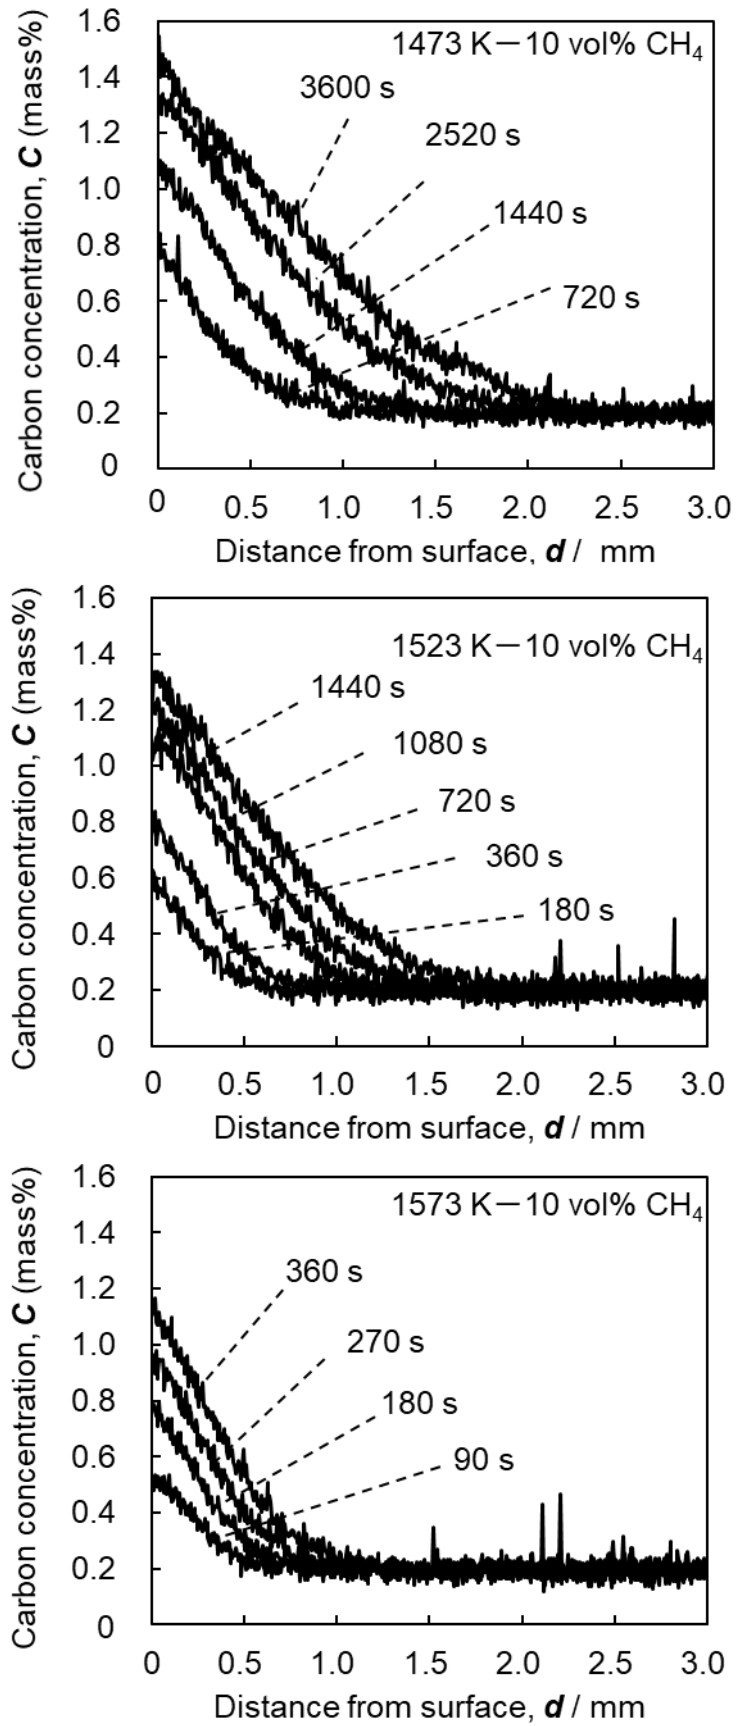 1473 K－10 vol% CH₄
3600 s
2520 s
1440 s
720 s
Carbon concentration, C (mass%)
1.6
1.4
1.2
1.0
0.8
0.6
0.4
0.2
0
0 0.5 1.0 1.5 2.0 2.5 3.0
Distance from surface, d / mm
1523 K－10 vol% CH₄
1440 s
1080 s
720 s
360 s
180 s
Carbon concentration, C (mass%)
1.6
1.4
1.2
1.0
0.8
0.6
0.4
0.2
0
0 0.5 1.0 1.5 2.0 2.5 3.0
Distance from surface, d / mm
1573 K－10 vol% CH₄
360 s
270 s
180 s
90 s
Carbon concentration, C (mass%)
1.6
1.4
1.2
1.0
0.8
0.6
0.4
0.2
0
0 0.5 1.0 1.5 2.0 2.5 3.0
Distance from surface, d / mm